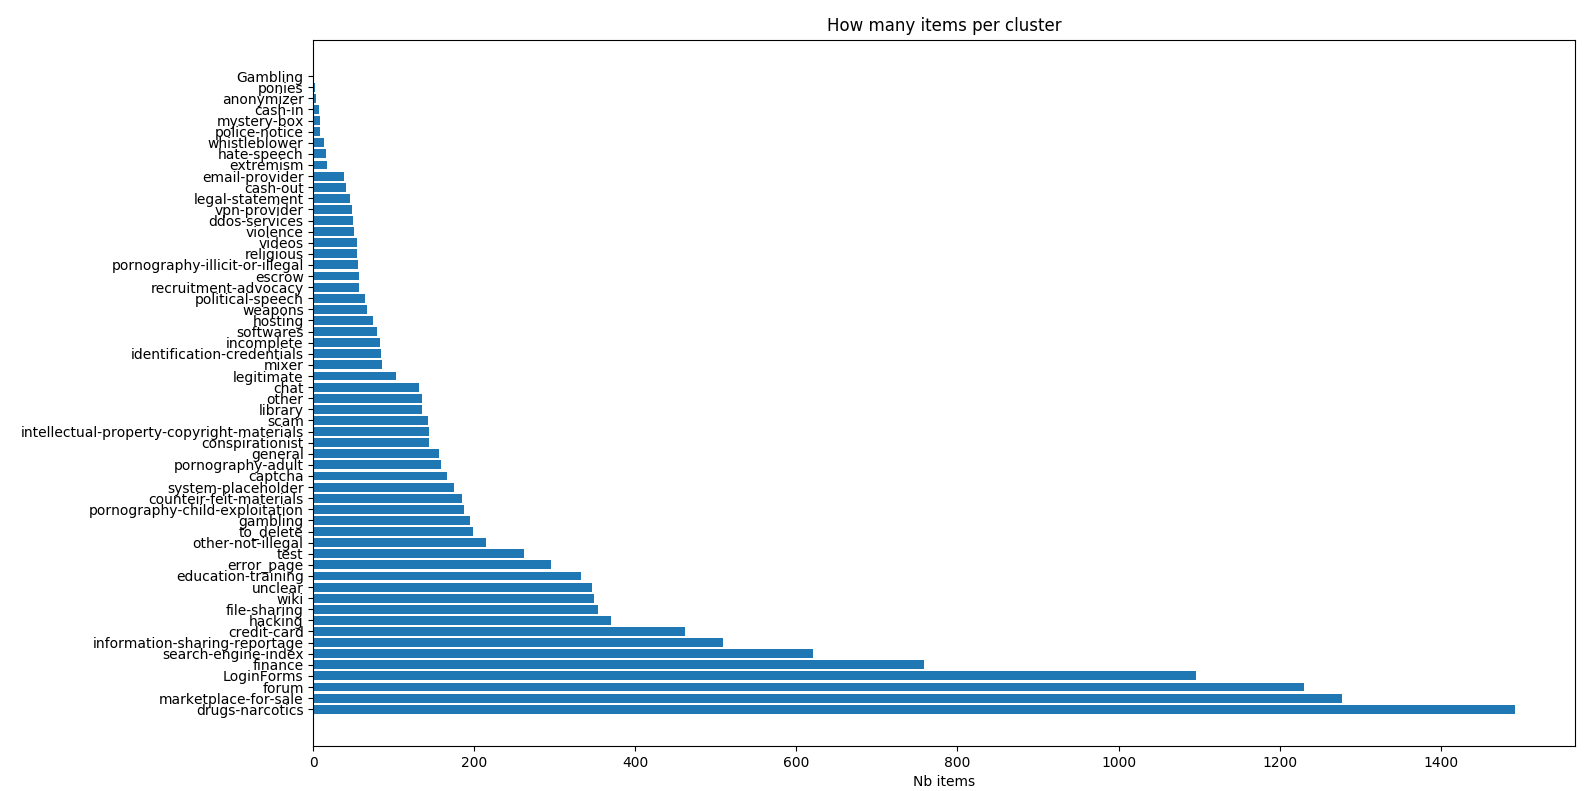 How many items per cluster
Gambling
ponies
anonymizer
cash-in
mystery-box
police-notice
whistleblower
hate-speech
extremism
email-provider
cash-out
legal-statement
vpn-provider
ddos-services
violence
videos
religious
pornography-illicit-or-illegal
escrow
recruitment-advocacy
political-speech
weapons
hosting
softwares
incomplete
identification-credentials
mixer
legitimate
chat
other
library
scam
intellectual-property-copyright-materials
conspirationist
general
pornography-adult
captcha
system-placeholder
counteir-feit-materials
pornography-child-exploitation
gambling
to_delete
other-not-illegal
test
error_page
education-training
unclear
wiki
file-sharing
hacking
credit-card
information-sharing-reportage
search-engine-index
finance
LoginForms
forum
marketplace-for-sale
drugs-narcotics
0 200 400 600 800 1000 1200 1400
Nb items